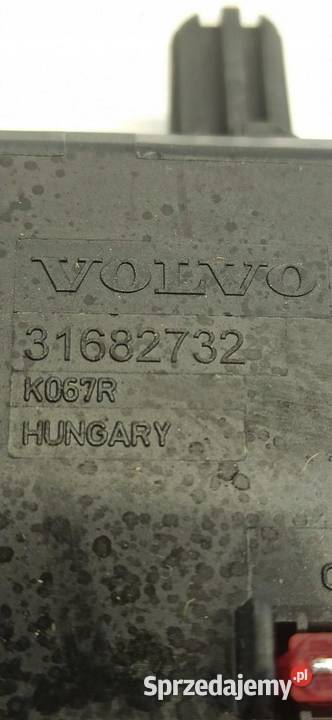 VOLVO
31682732
K067R
HUNGARY
Sprzedajemy.pl